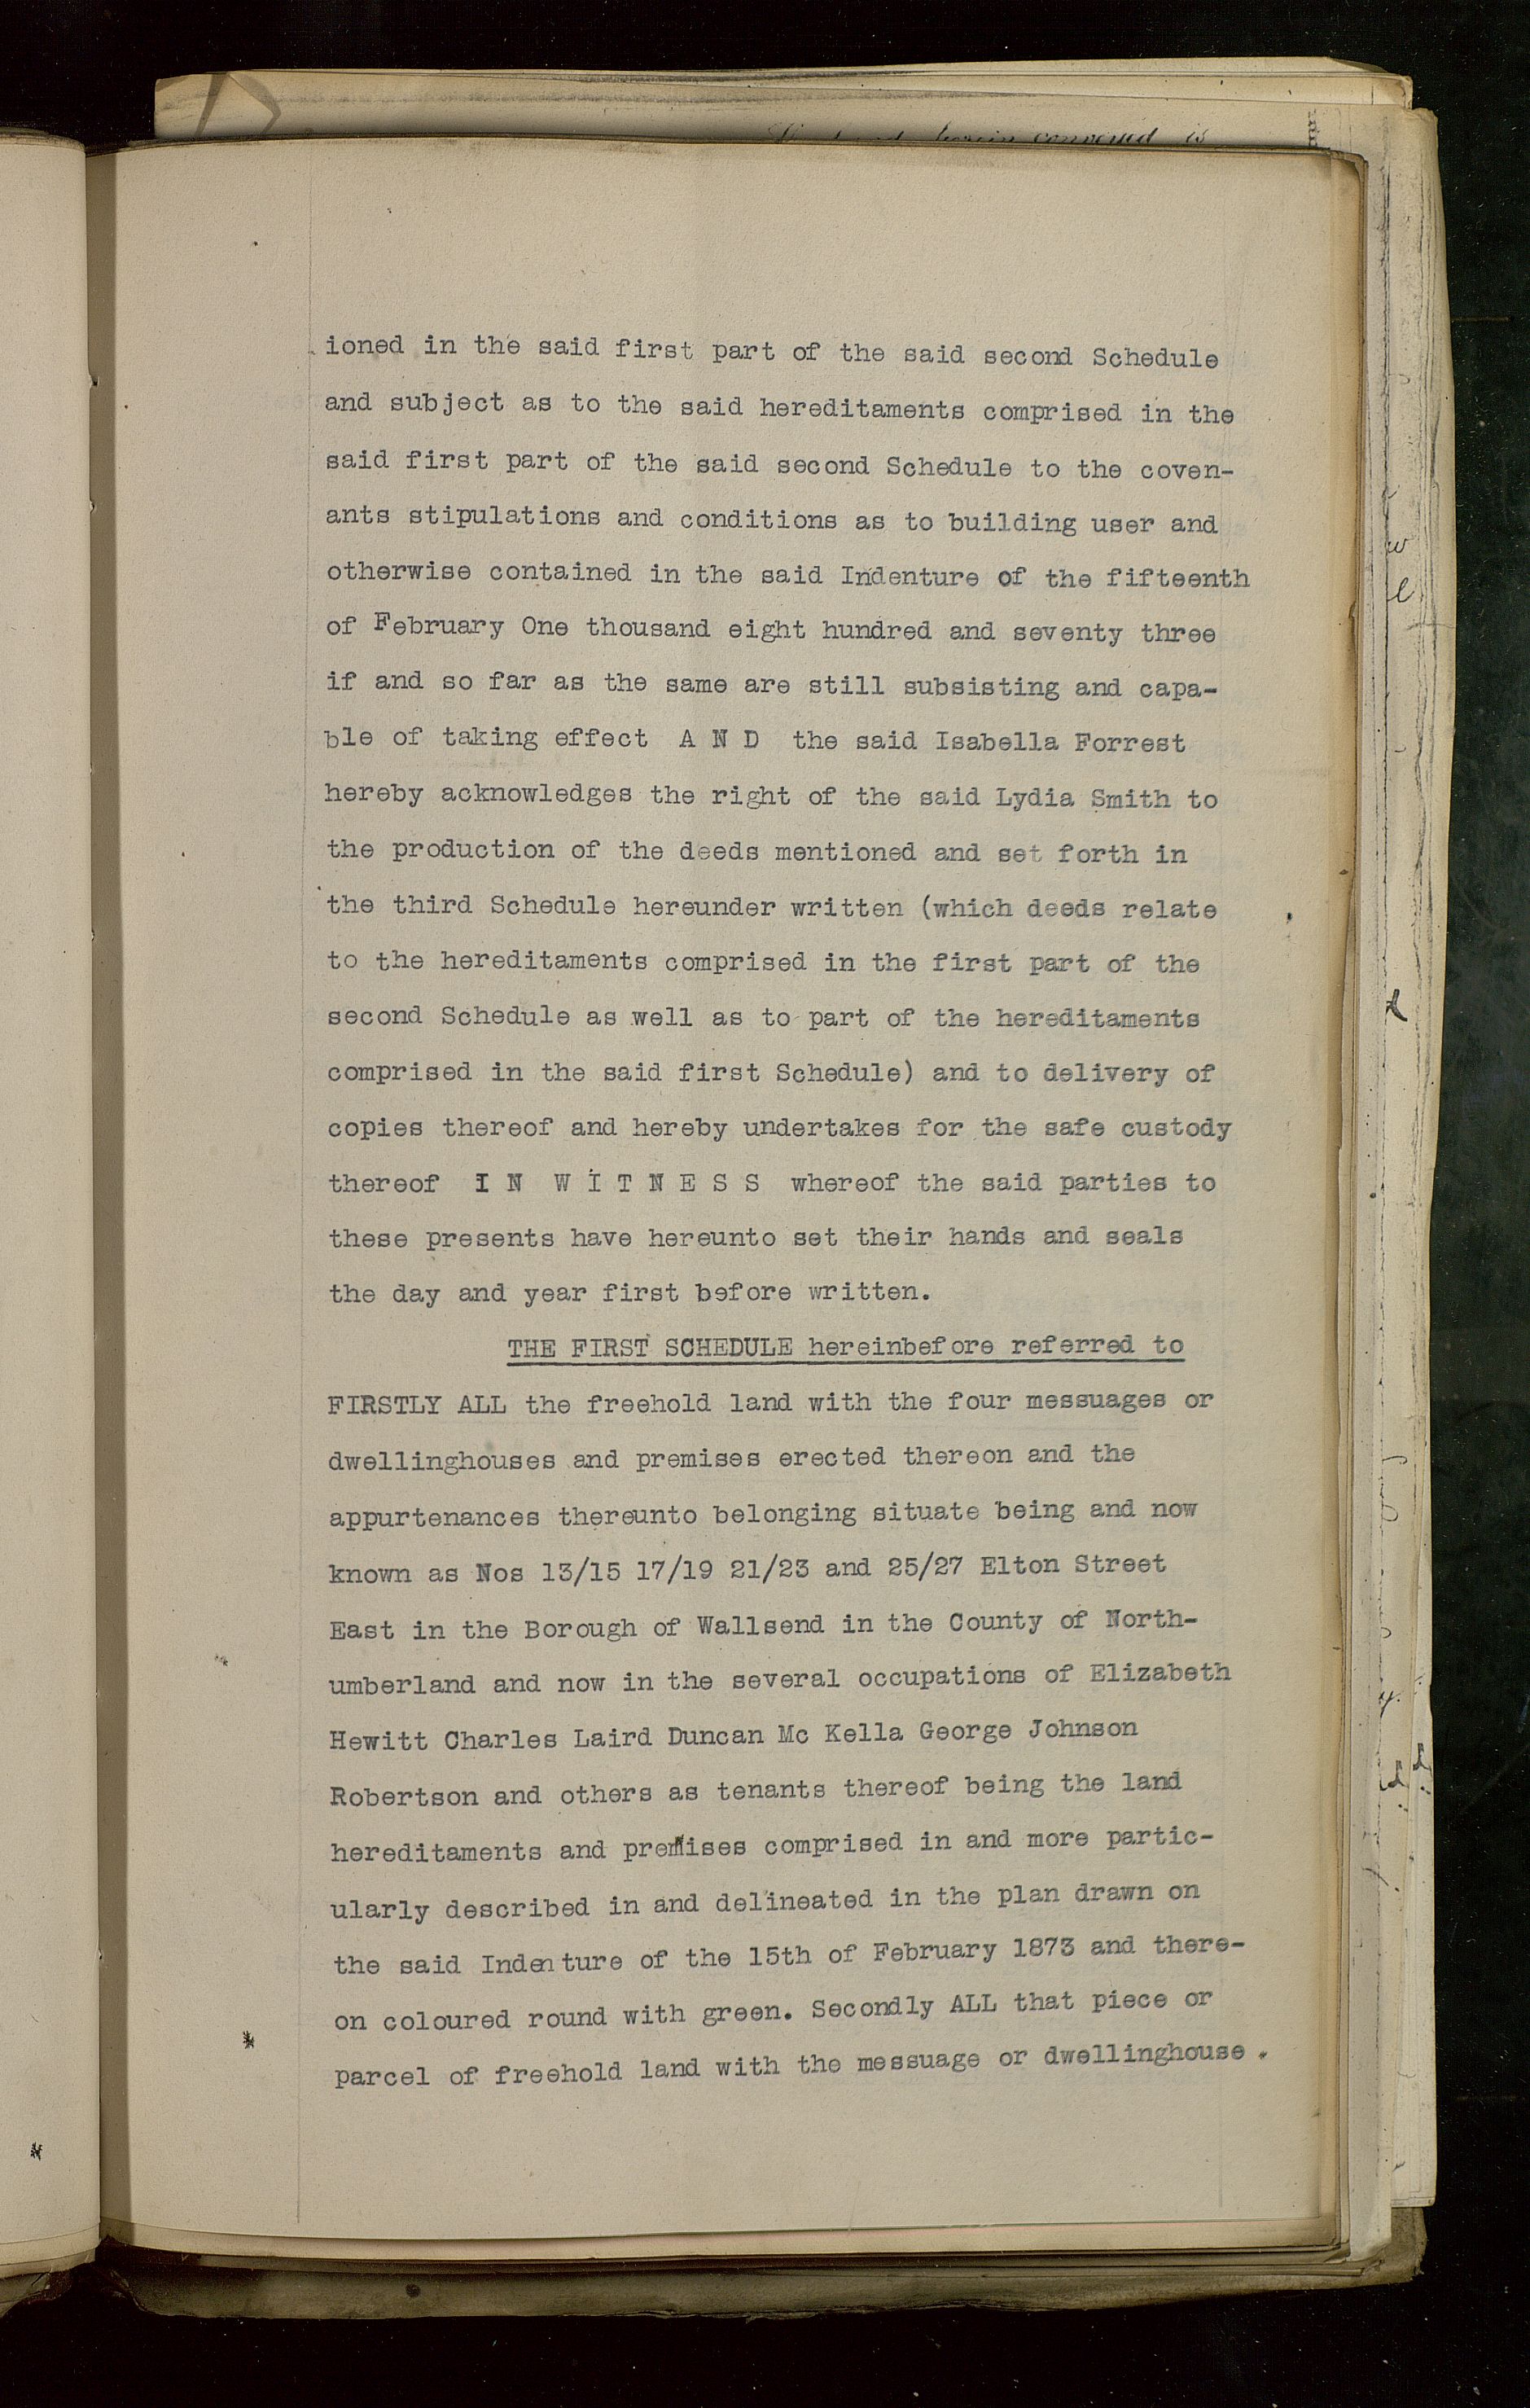 herein conveyed is
ioned in the said first part of the said second Schedule
and subject as to the said hereditaments comprised in the
said first part of the said second Schedule to the coven-
ants stipulations and conditions as to building user and
otherwise contained in the said Indenture of the fifteenth
of February One thousand eight hundred and seventy three
if and so far as the same are still subsisting and capa-
ble of taking effect A N D the said Isabella Forrest
hereby acknowledges the right of the said Lydia Smith to
the production of the deeds mentioned and set forth in
the third Schedule hereunder written (which deeds relate
to the hereditaments comprised in the first part of the
second Schedule as well as to part of the hereditaments
comprised in the said first Schedule) and to delivery of
copies thereof and hereby undertakes for the safe custody
thereof I N W I T N E S S whereof the said parties to
these presents have hereunto set their hands and seals
the day and year first before written.
THE FIRST SCHEDULE hereinbefore referred to
FIRSTLY ALL the freehold land with the four messuages or
dwellinghouses and premises erected thereon and the
appurtenances thereunto belonging situate being and now
known as Nos 13/15 17/19 21/23 and 25/27 Elton Street
East in the Borough of Wallsend in the County of North-
umberland and now in the several occupations of Elizabeth
Hewitt Charles Laird Duncan Mc Kella George Johnson
Robertson and others as tenants thereof being the land
hereditaments and premises comprised in and more partic-
ularly described in and delineated in the plan drawn on
the said Indenture of the 15th of February 1873 and there-
on coloured round with green. Secondly ALL that piece or
parcel of freehold land with the messuage or dwellinghouse.